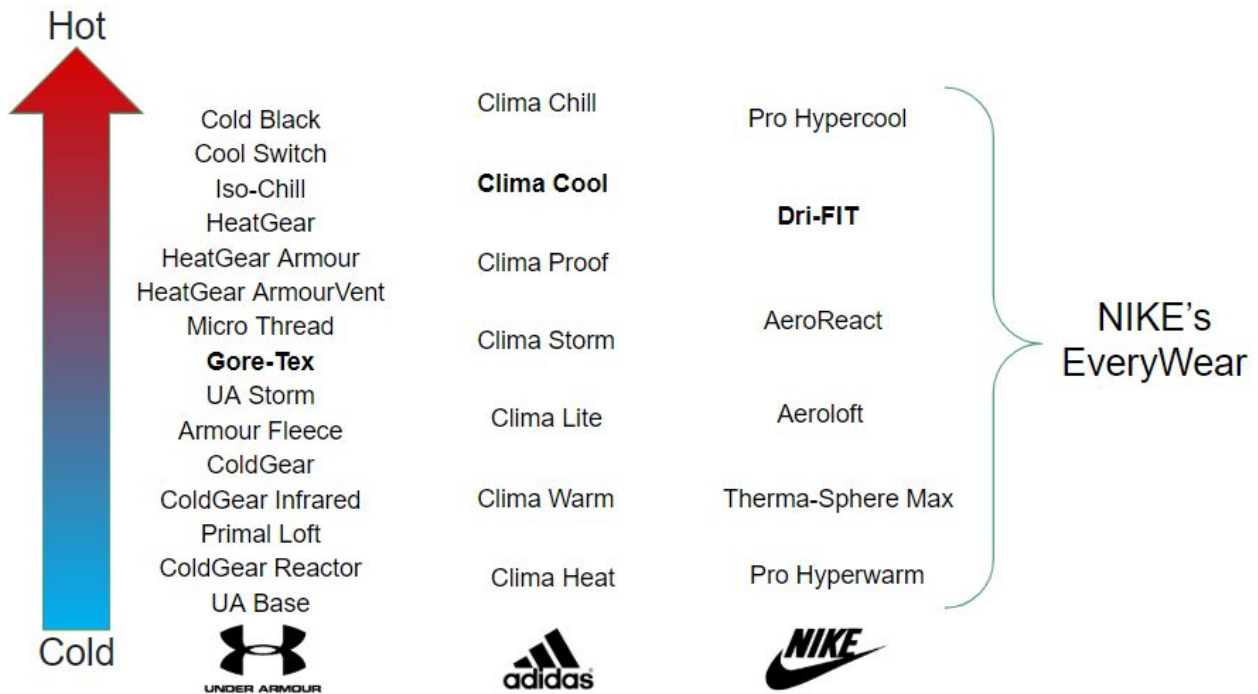 Hot
Cold Black
Cool Switch
Iso-Chill
HeatGear
HeatGear Armour
HeatGear ArmourVent
Micro Thread
Gore-Tex
UA Storm
Armour Fleece
ColdGear
ColdGear Infrared
Primal Loft
ColdGear Reactor
UA Base
UNDER ARMOUR
Clima Chill
Clima Cool
Clima Proof
Clima Storm
Clima Lite
Clima Warm
Clima Heat
adidas
Pro Hypercool
Dri-FIT
AeroReact
Aeroloft
Therma-Sphere Max
Pro Hyperwarm
NIKE
NIKE’s
EveryWear
Cold